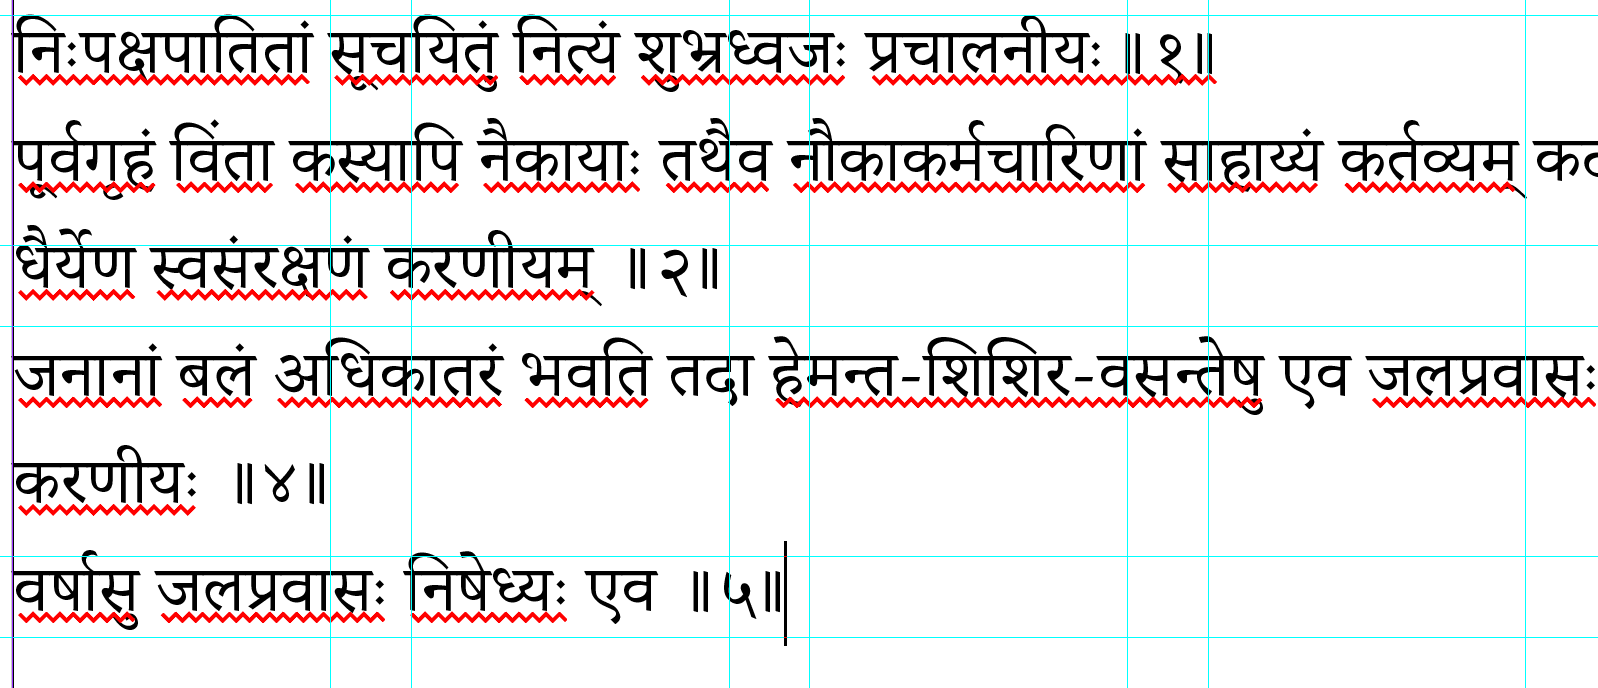 निःपक्षपातितां सूचयितुं नित्यं शुभ्रध्वजः प्रचालनीयः ॥१॥
पूर्वगृहं विंता कस्यापि नैकायाः तथैव नौकाकर्मचारिणां साहाय्यं कर्तव्यम्
धैर्येण स्वसंरक्षणं करणीयम् ॥२॥
जनानां बलं अधिकातरं भवति तदा हेमन्त-शिशिर-वसन्तेषु एव जलप्रवासः
करणीयः ॥४॥
वर्षासु जलप्रवासः निषेध्यः एव ॥५॥